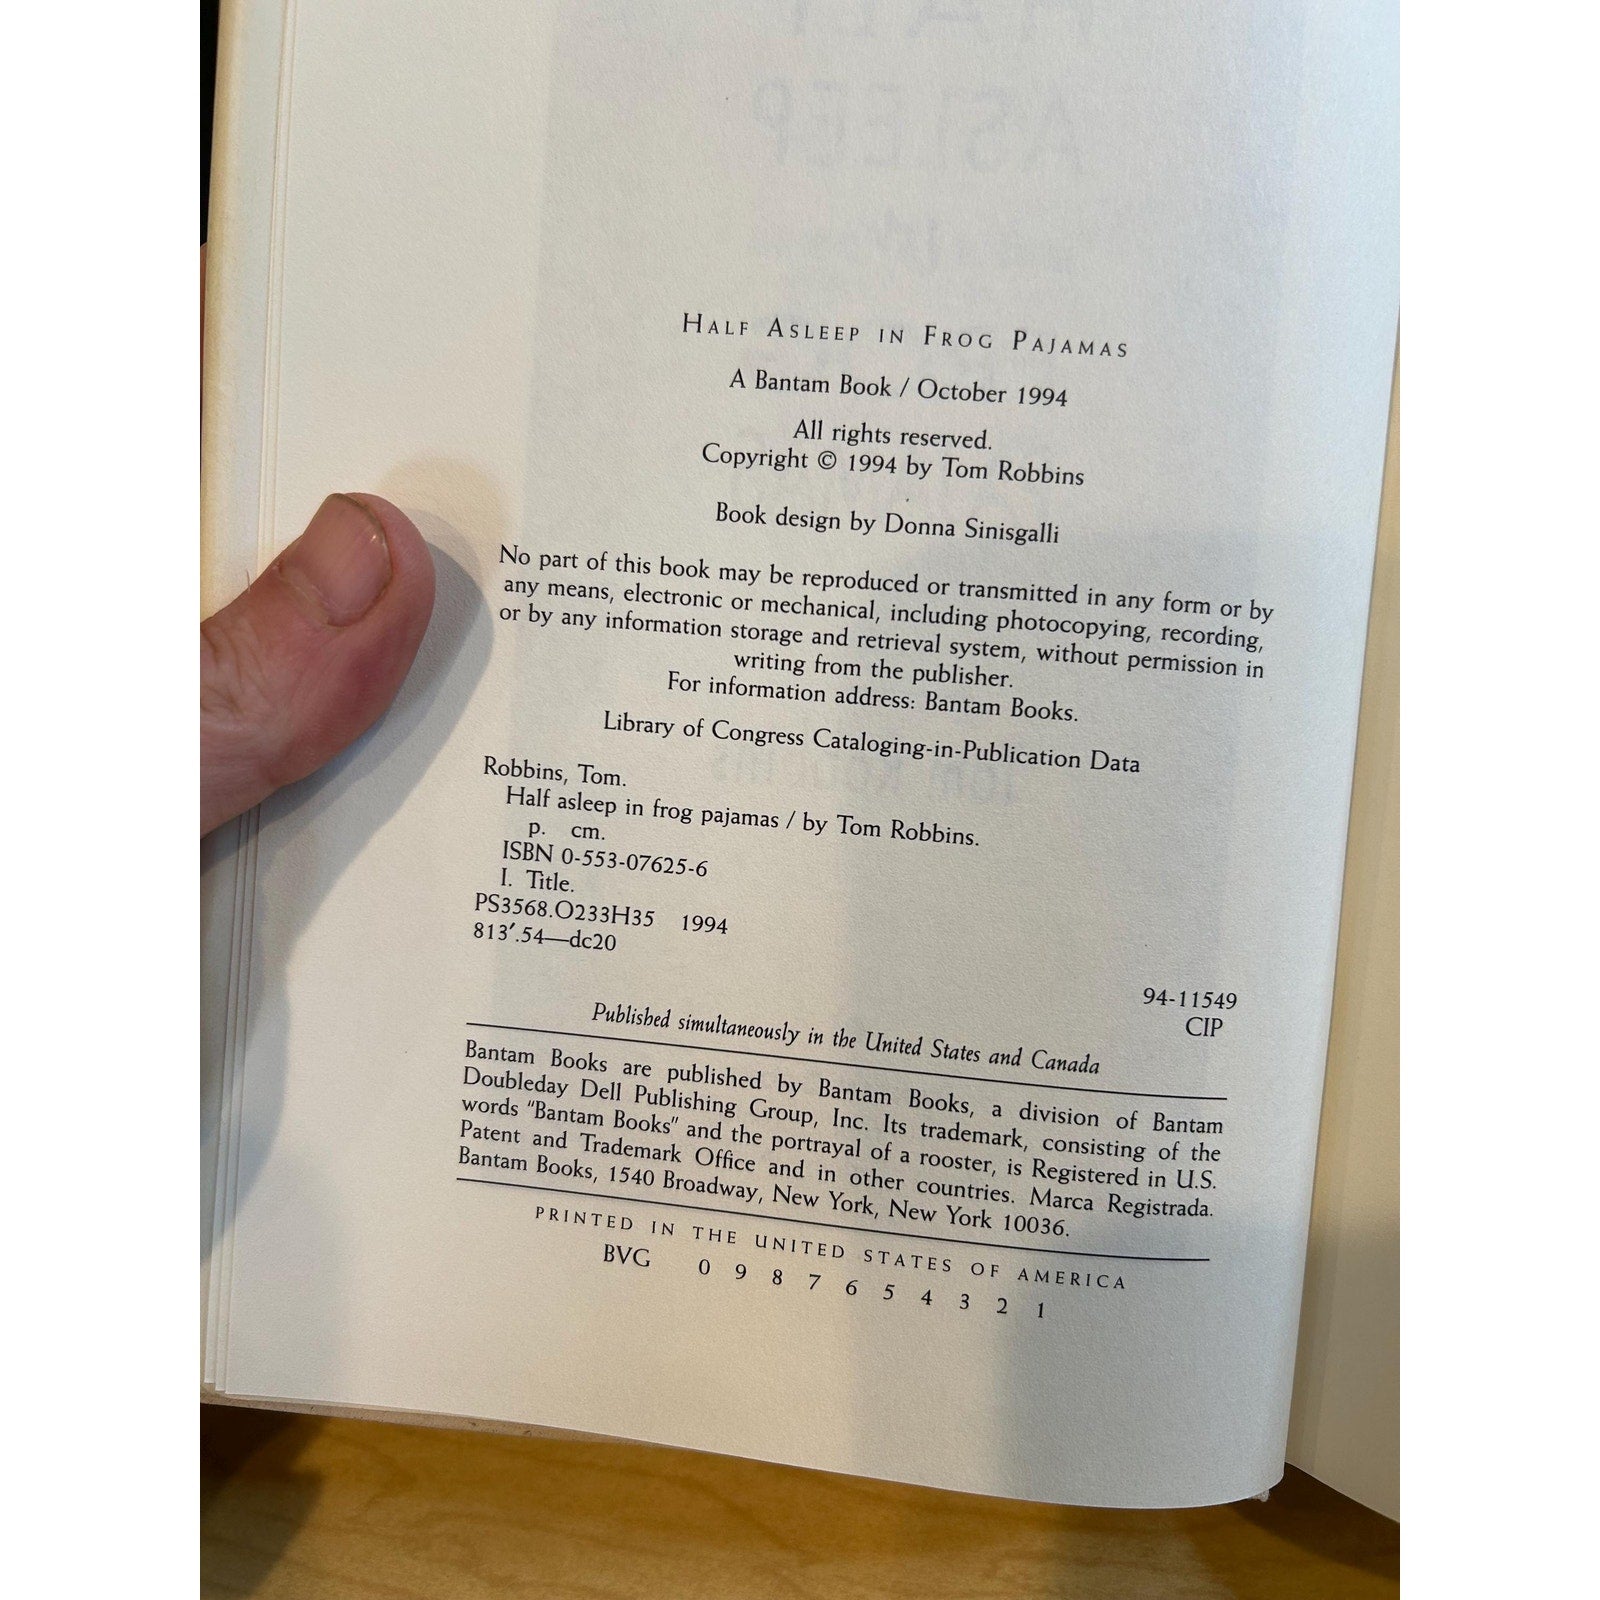 HALF ASLEEP IN FROG PAJAMAS
A Bantam Book / October 1994
All rights reserved.
Copyright © 1994 by Tom Robbins
Book design by Donna Sinisgalli
No part of this book may be reproduced or transmitted in any form or by
any means, electronic or mechanical, including photocopying, recording,
or by any information storage and retrieval system, without permission in
writing from the publisher.
For information address: Bantam Books.
Library of Congress Cataloging-in-Publication Data
Robbins, Tom.
Half asleep in frog pajamas / by Tom Robbins.
p. cm.
ISBN 0-553-07625-6
I. Title.
PS3568.O233H35 1994
813′.54—dc20
94-11549
CIP
Published simultaneously in the United States and Canada
Bantam Books are published by Bantam Books, a division of Bantam
Doubleday Dell Publishing Group, Inc. Its trademark, consisting of the
words "Bantam Books" and the portrayal of a rooster, is Registered in U.S.
Patent and Trademark Office and in other countries. Marca Registrada.
Bantam Books, 1540 Broadway, New York, New York 10036.
PRINTED IN THE UNITED STATES OF AMERICA
BVG 0 9 8 7 6 5 4 3 2 1